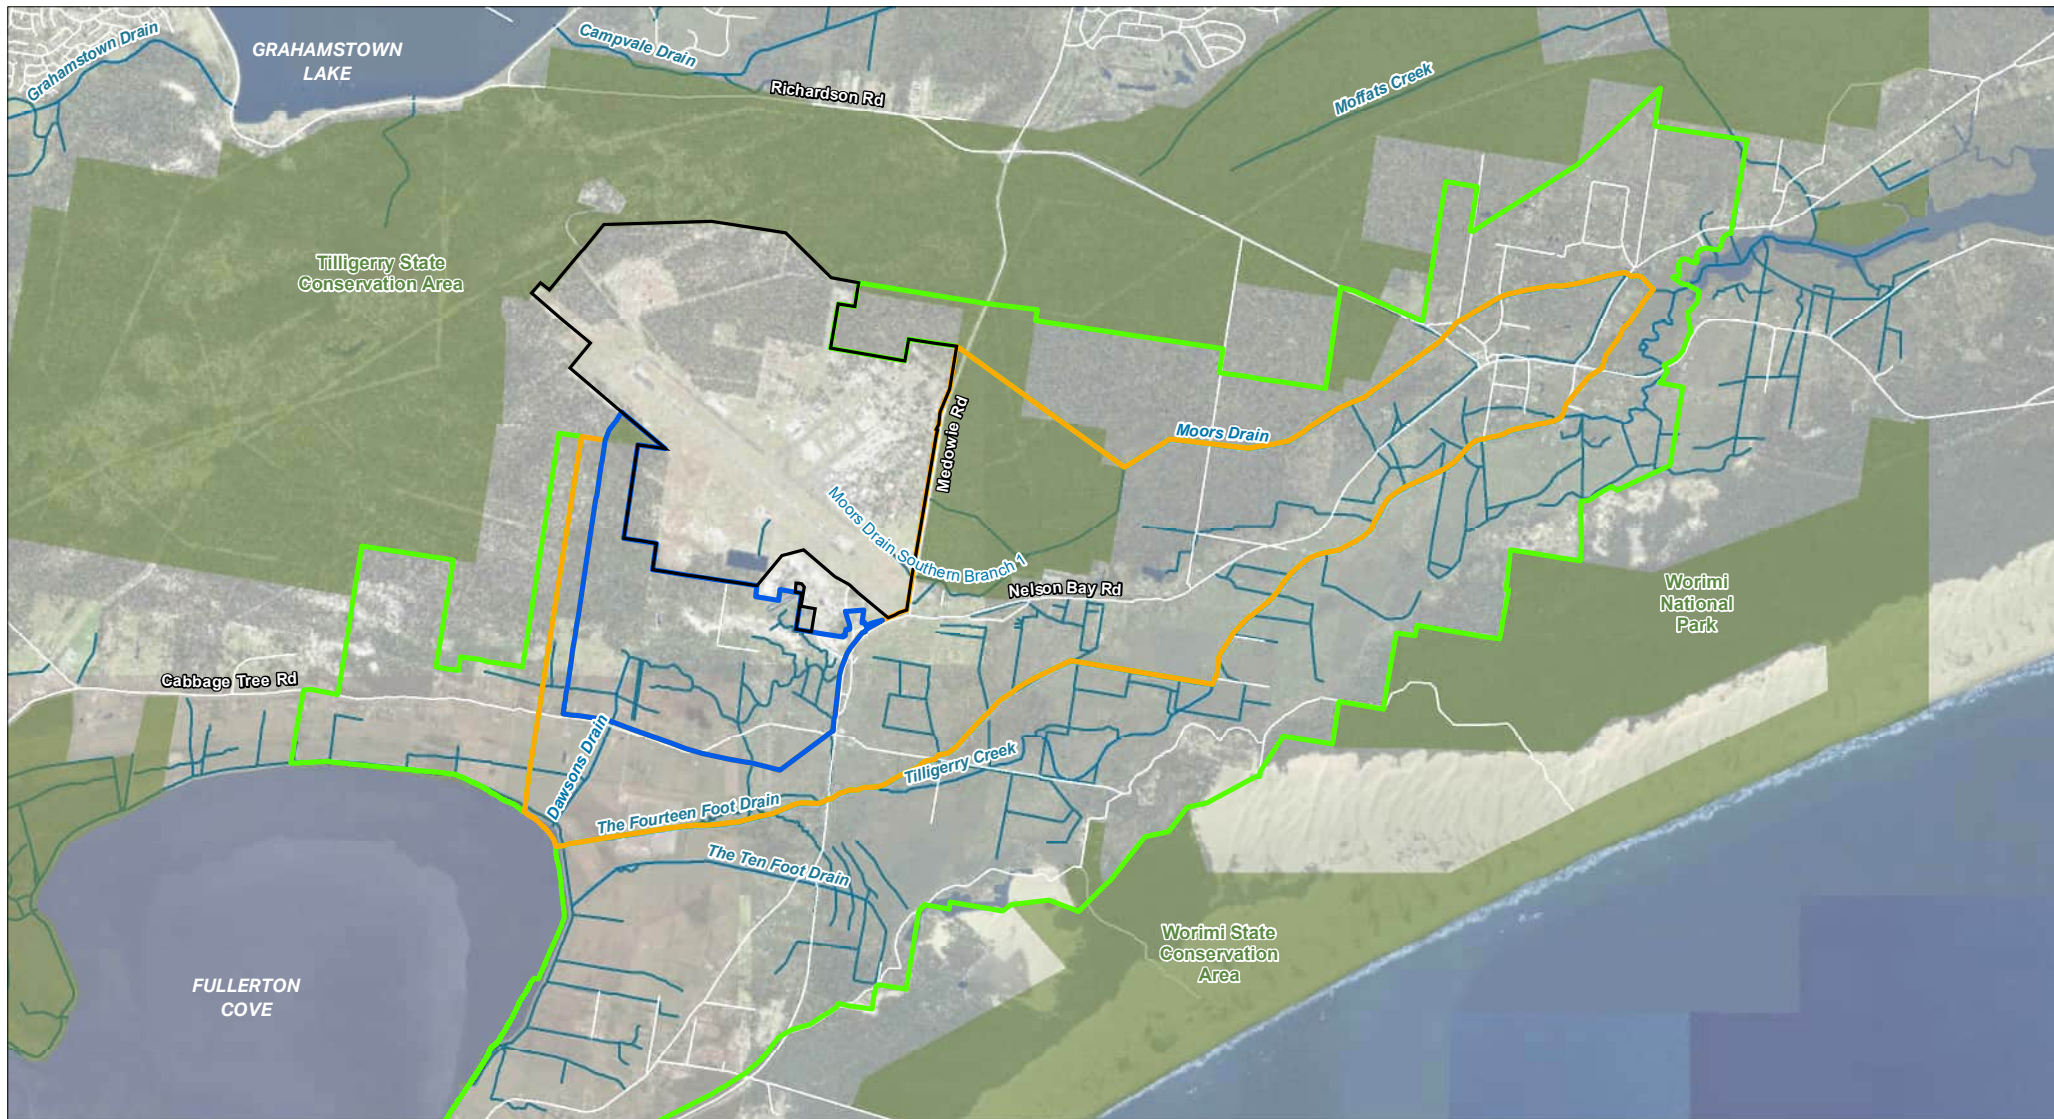 Grahamstown Drain
GRAHAMSTOWN
LAKE
Campvale Drain
Richardson Rd
Moffats Creek
Tilligerry State
Conservation Area
Medowie Rd
Moors Drain
Moors Drain Southern Branch 1
Nelson Bay Rd
Worimi
National
Park
Cabbage Tree Rd
Dawsons Drain
Tilligerry Creek
The Fourteen Foot Drain
The Ten Foot Drain
Worimi State
Conservation
Area
FULLERTON
COVE